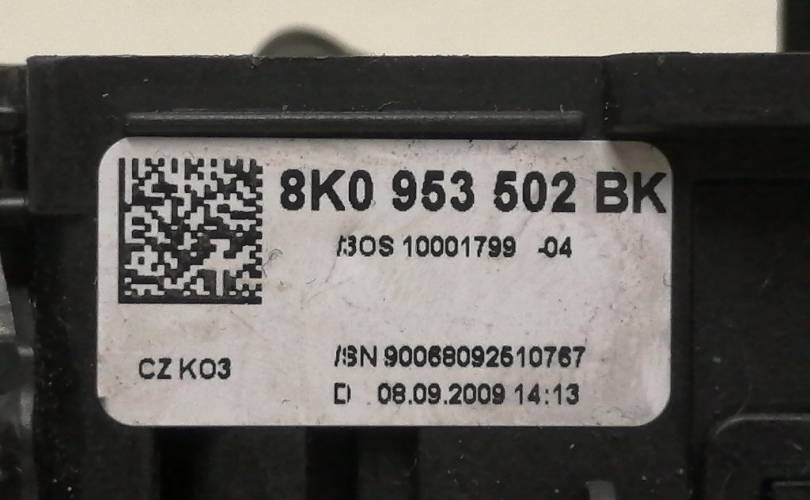 8K0 953 502 BK
/BOS 10001799 -04
CZ K03
/SN 90068092510767
D 08.09.2009 14:13